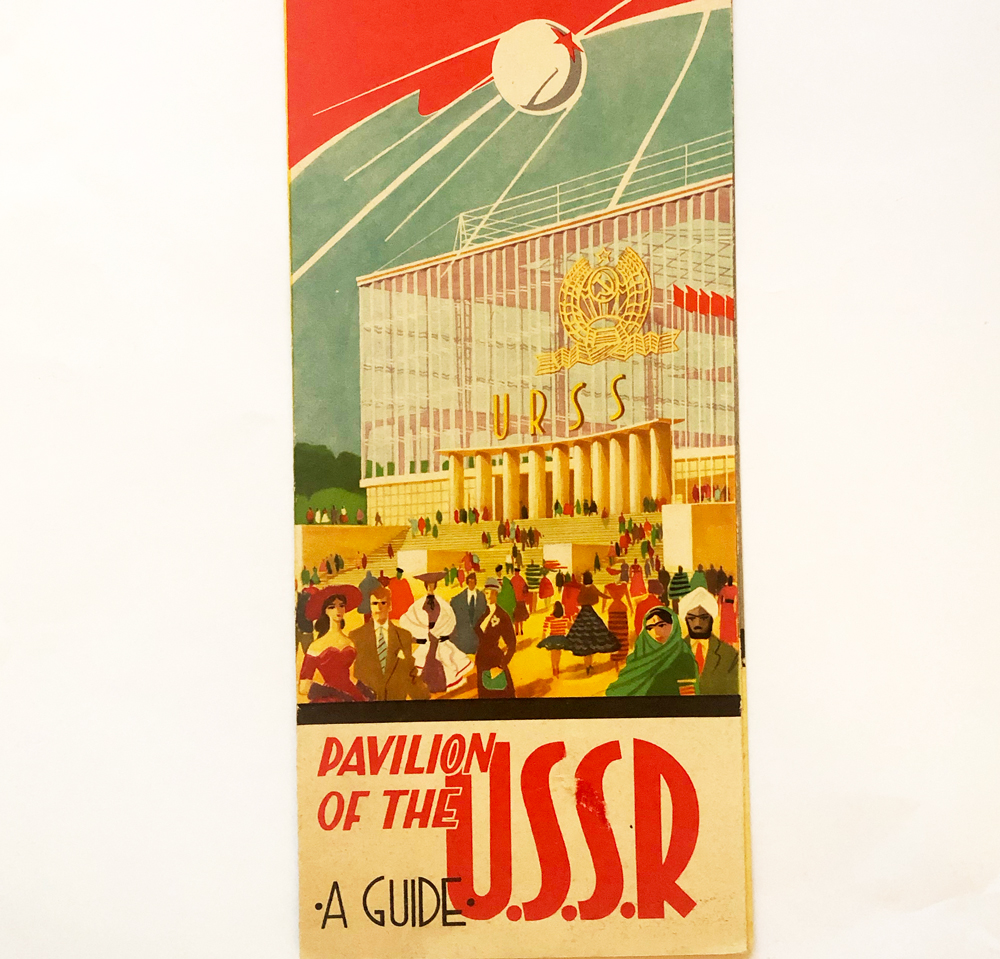 URSS
PAVILION
OF THE
U.S.S.R
·A GUIDE·